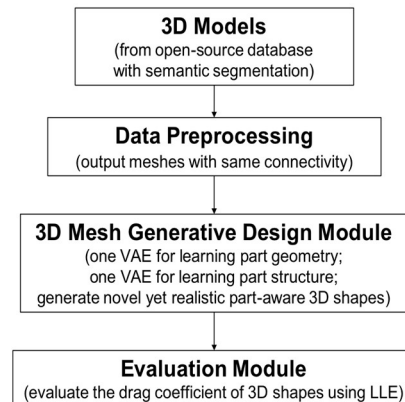 3D Models
(from open-source database
with semantic segmentation)
Data Preprocessing
(output meshes with same connectivity)
3D Mesh Generative Design Module
(one VAE for learning part geometry;
one VAE for learning part structure;
generate novel yet realistic part-aware 3D shapes)
Evaluation Module
(evaluate the drag coefficient of 3D shapes using LLE)